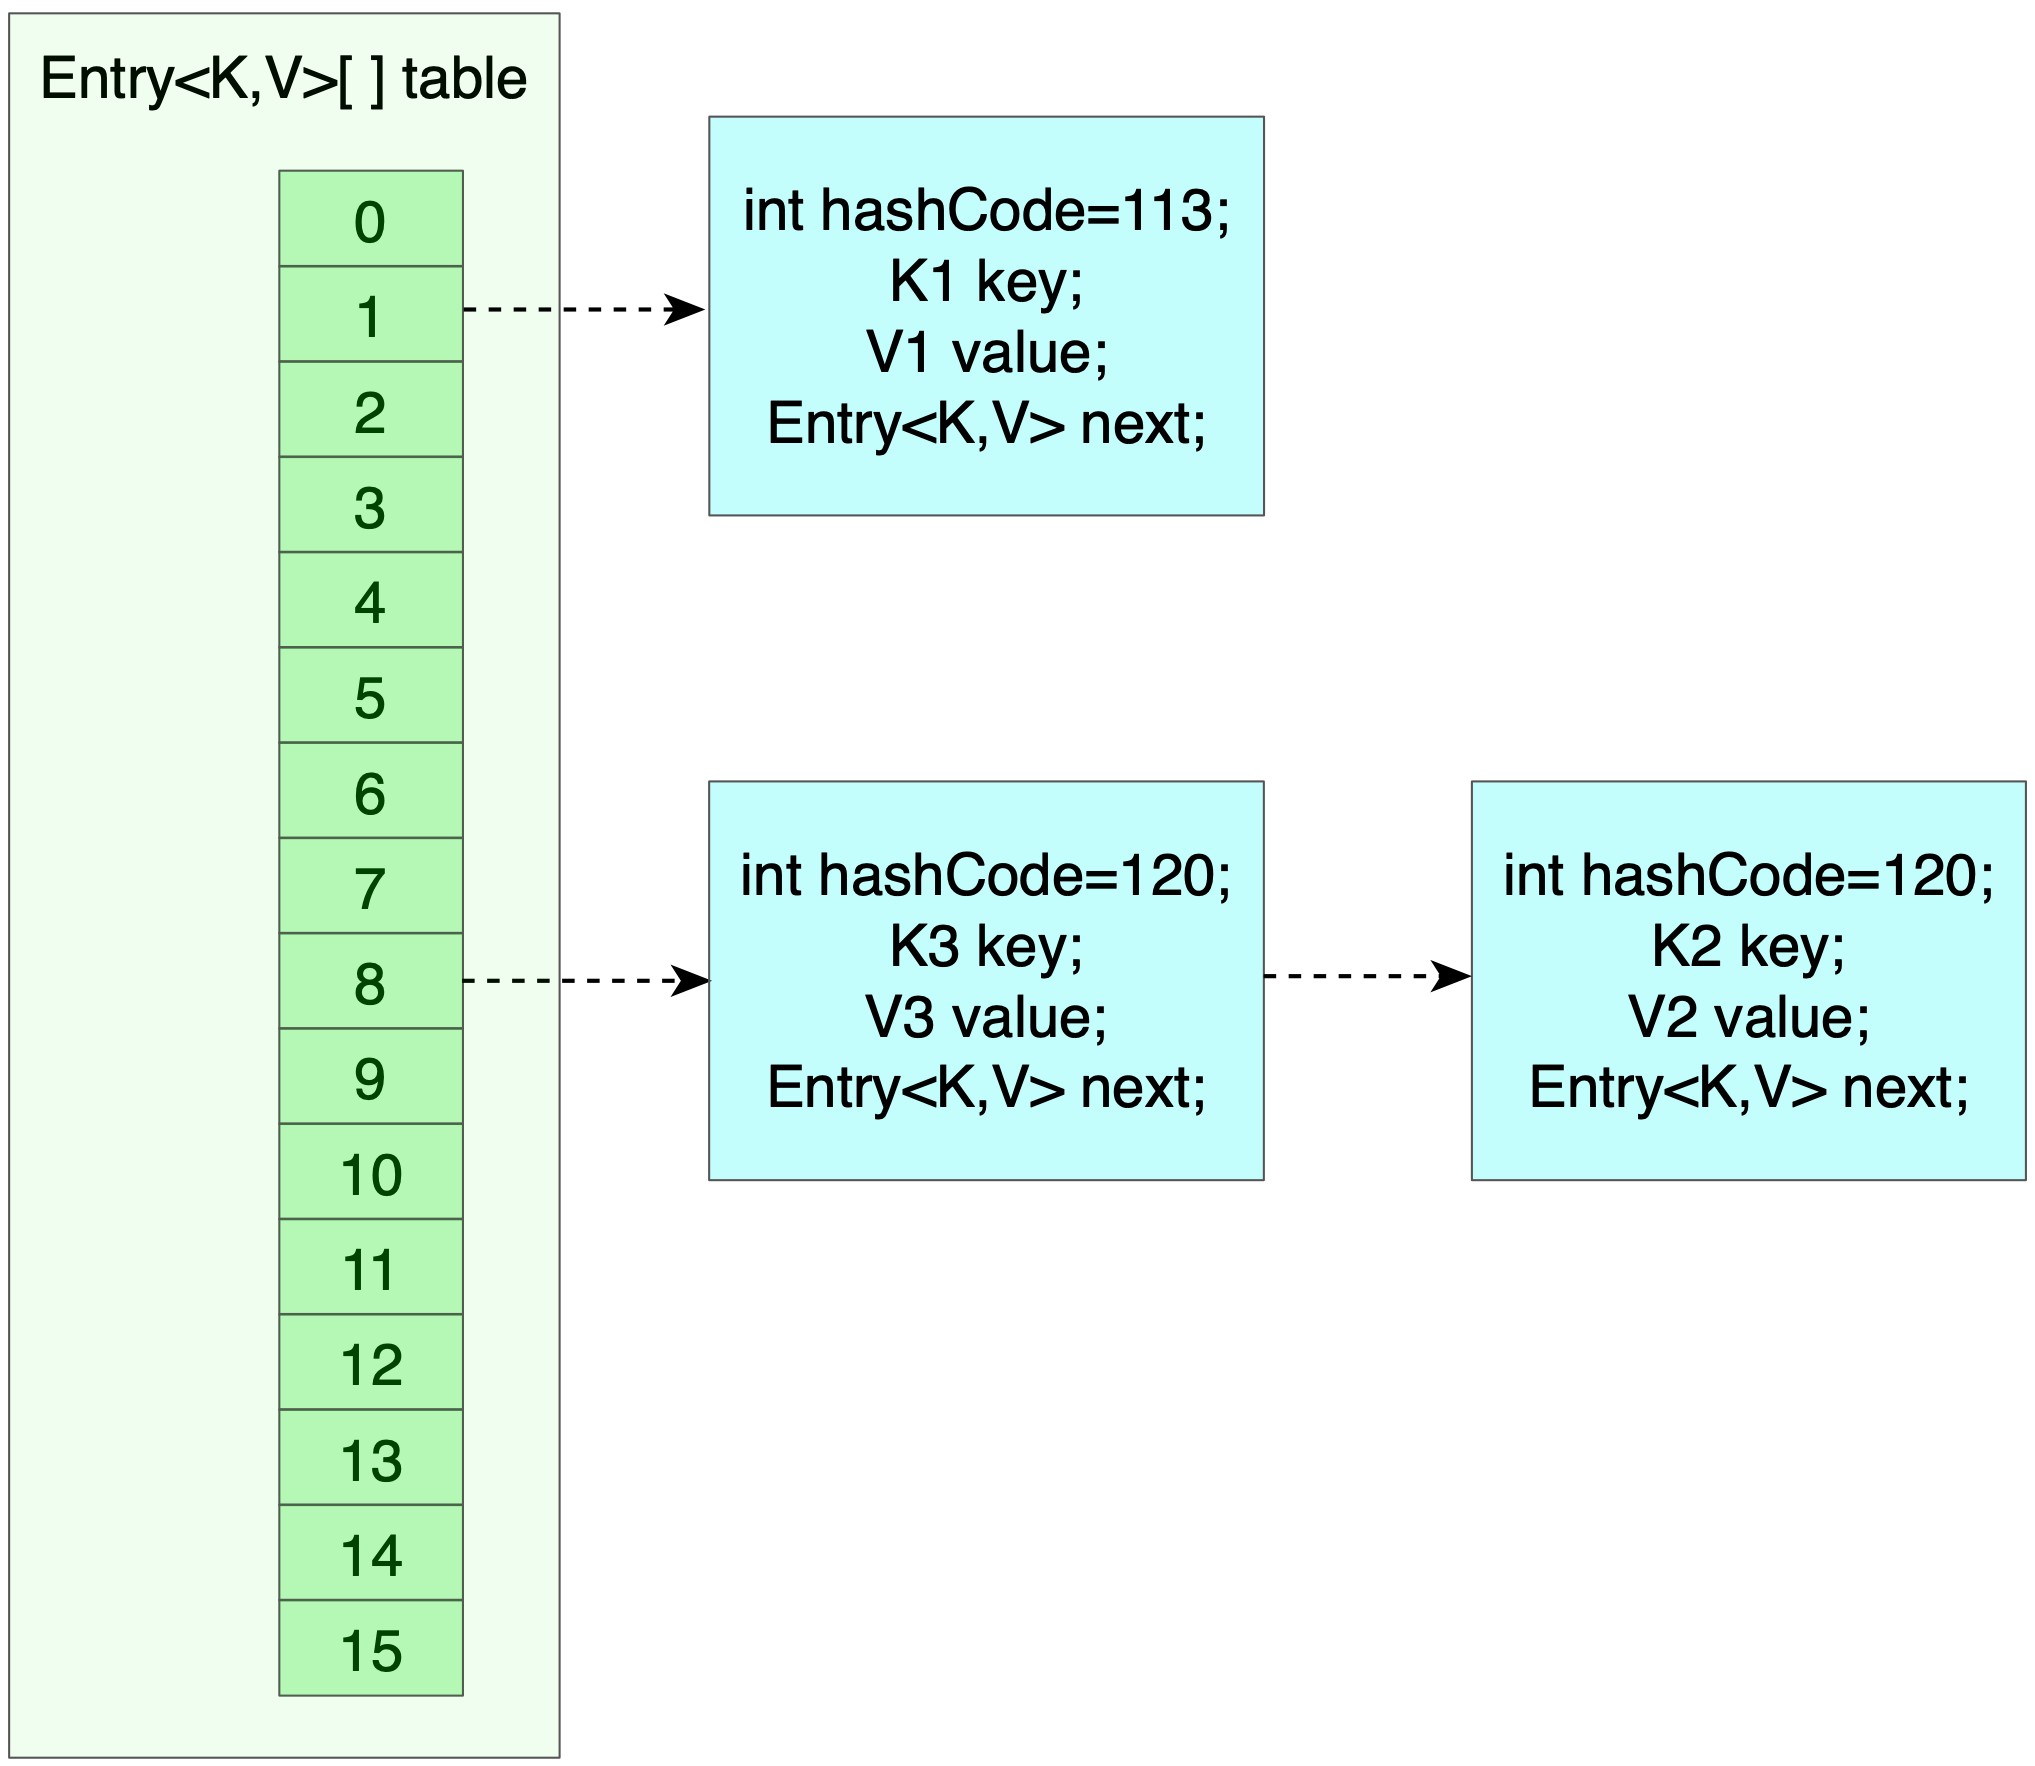 Entry<K,V>[ ] table
0
1
2
3
4
5
6
7
8
9
10
11
12
13
14
15
int hashCode=113;
K1 key;
V1 value;
Entry<K,V> next;
int hashCode=120;
K3 key;
V3 value;
Entry<K,V> next;
int hashCode=120;
K2 key;
V2 value;
Entry<K,V> next;